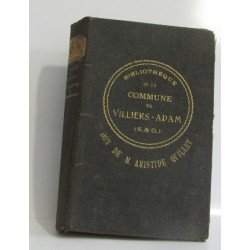 BIBLIOTHÈQUE
DE LA
COMMUNE
DE
VILLIERS-ADAM
(S.&O.)
DON DE M. ARISTIDE QUILLET